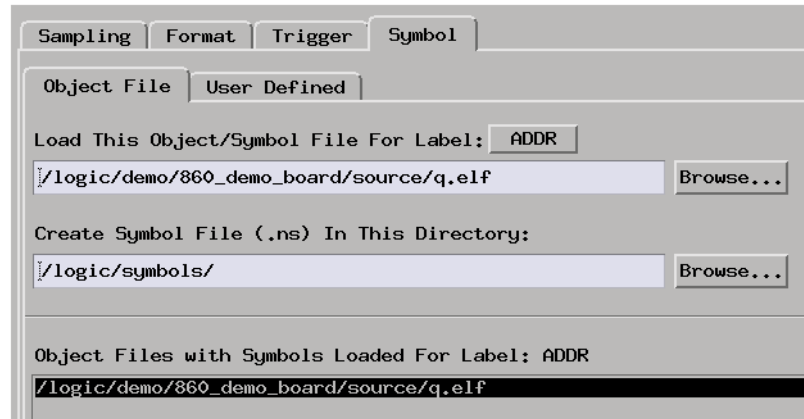 Sampling Format Trigger Symbol
Object File User Defined
Load This Object/Symbol File For Label: ADDR
/logic/demo/860_demo_board/source/q.elf Browse...
Create Symbol File (.ns) In This Directory:
/logic/symbols/ Browse...
Object Files with Symbols Loaded For Label: ADDR
/logic/demo/860_demo_board/source/q.elf